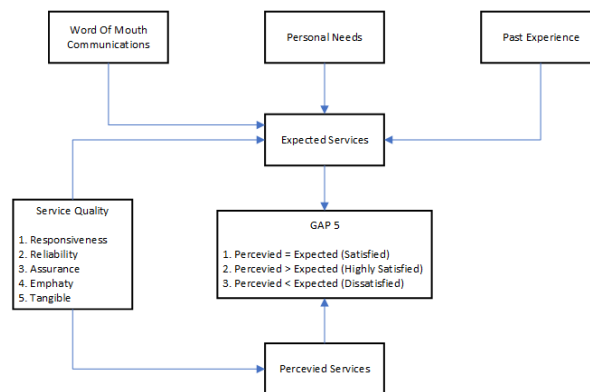 Word Of Mouth
Communications
Personal Needs
Past Experience
Expected Services
Service Quality
1. Responsiveness
2. Reliability
3. Assurance
4. Emphaty
5. Tangible
GAP 5
1. Percevied = Expected (Satisfied)
2. Percevied > Expected (Highly Satisfied)
3. Percevied < Expected (Dissatisfied)
Percevied Services